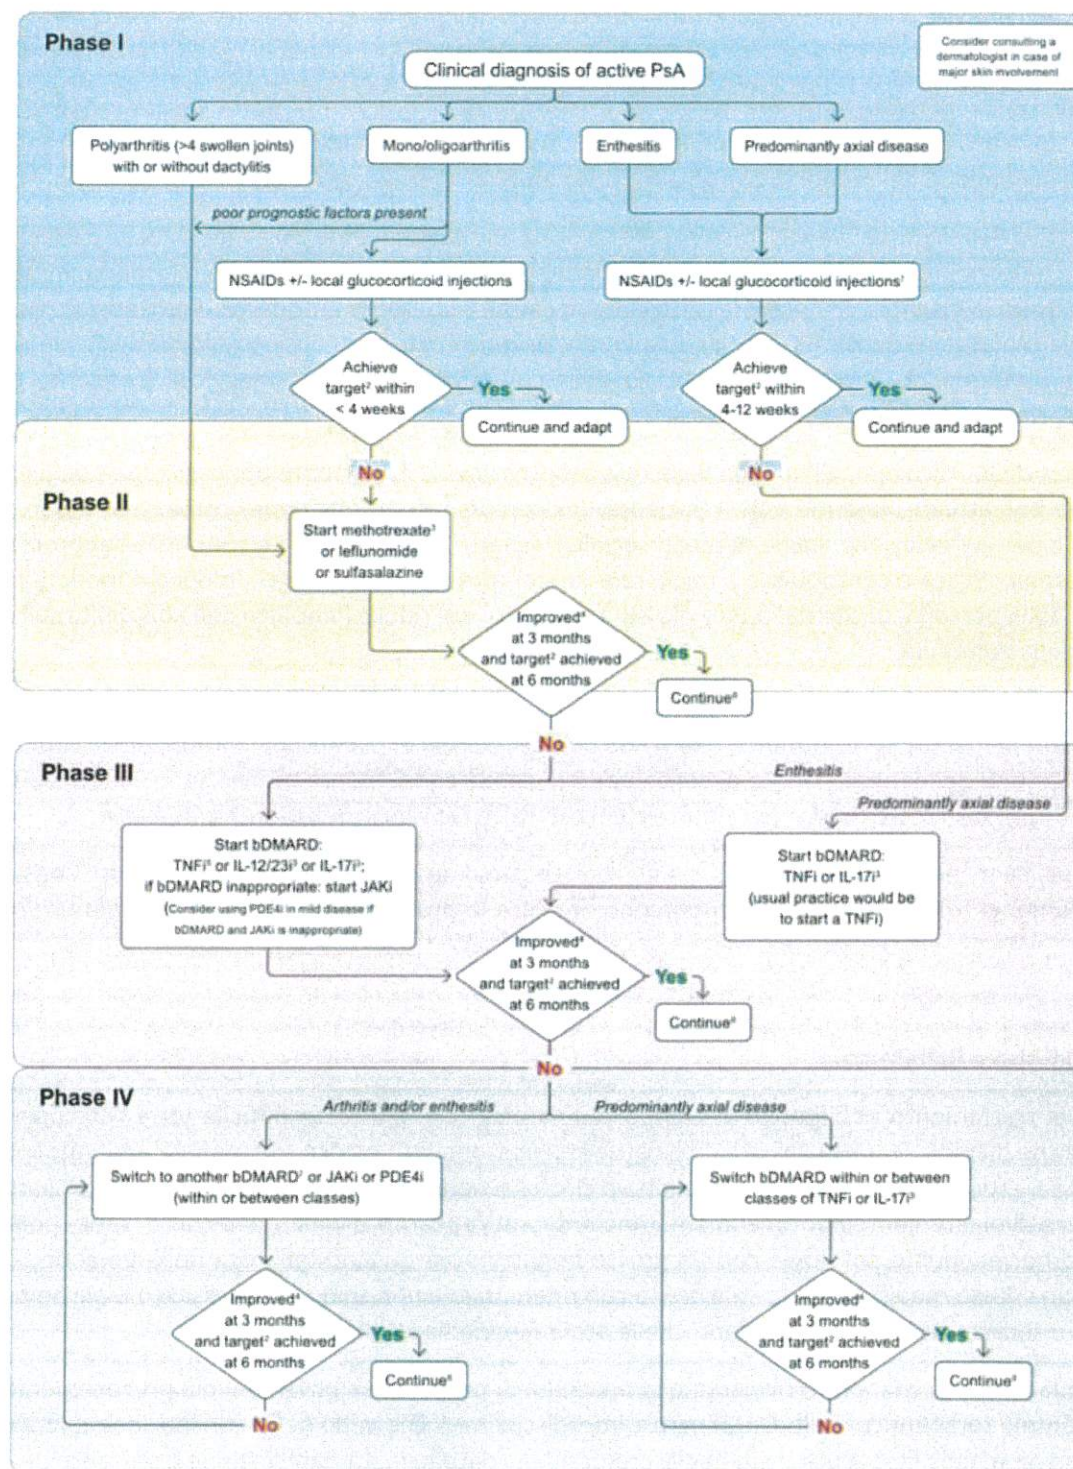 Phase I
Consider consulting a
dermatologist in case of
major skin involvement
Clinical diagnosis of active PsA
Polyarthritis (>4 swollen joints)
with or without dactylitis
Mono/oligoarthritis
Enthesitis
Predominantly axial disease
poor prognostic factors present
NSAIDs +/- local glucocorticoid injections
NSAIDs +/- local glucocorticoid injections¹
Achieve
target² within
< 4 weeks
Yes
Continue and adapt
Achieve
target² within
4-12 weeks
Yes
Continue and adapt
No
No
Phase II
Start methotrexate³
or leflunomide
or sulfasalazine
Improved⁴
at 3 months
and target² achieved
at 6 months
Yes
Continue⁸
No
Phase III
Enthesitis
Predominantly axial disease
Start bDMARD:
TNFi⁵ or IL-12/23i³ or IL-17i³;
if bDMARD inappropriate: start JAKi
(Consider using PDE4i in mild disease if
bDMARD and JAKi is inappropriate)
Start bDMARD:
TNFi or IL-17i³
(usual practice would be
to start a TNFi)
Improved⁴
at 3 months
and target² achieved
at 6 months
Yes
Continue⁸
No
Phase IV
Arthritis and/or enthesitis
Predominantly axial disease
Switch to another bDMARD⁷ or JAKi or PDE4i
(within or between classes)
Switch bDMARD within or between
classes of TNFi or IL-17i³
Improved⁴
at 3 months
and target² achieved
at 6 months
Yes
Continue⁸
No
Improved⁴
at 3 months
and target² achieved
at 6 months
Yes
Continue⁸
No